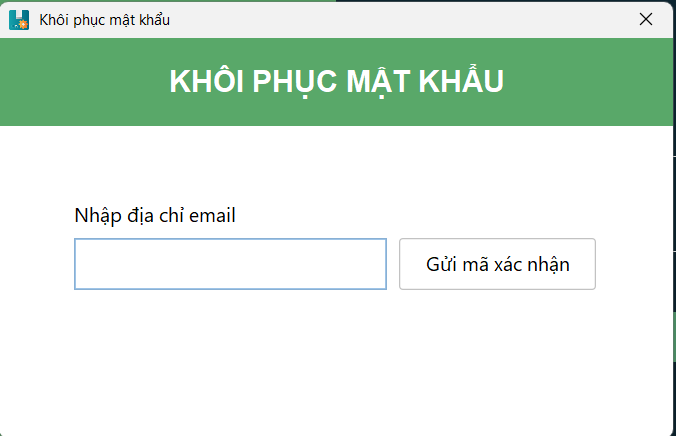 Khôi phục mật khẩu
KHÔI PHỤC MẬT KHẨU
Nhập địa chỉ email
Gửi mã xác nhận